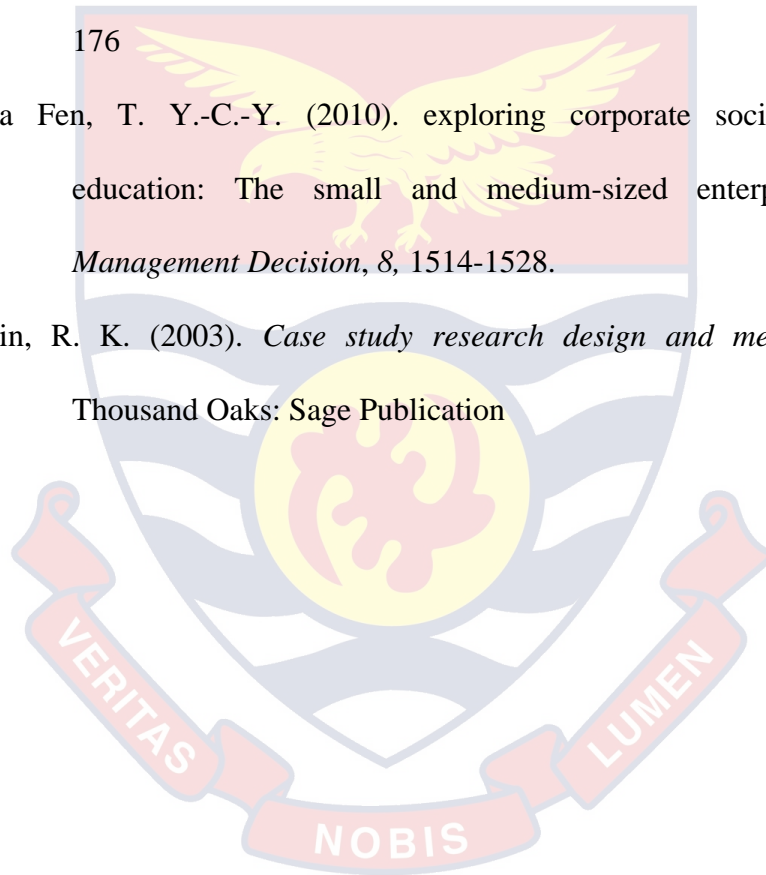 176
a Fen, T. Y.-C.-Y. (2010). exploring corporate soci
education: The small and medium-sized enterp
Management Decision, 8, 1514-1528.
in, R. K. (2003). Case study research design and me
Thousand Oaks: Sage Publication
VERITAS
NOBIS
LUMEN